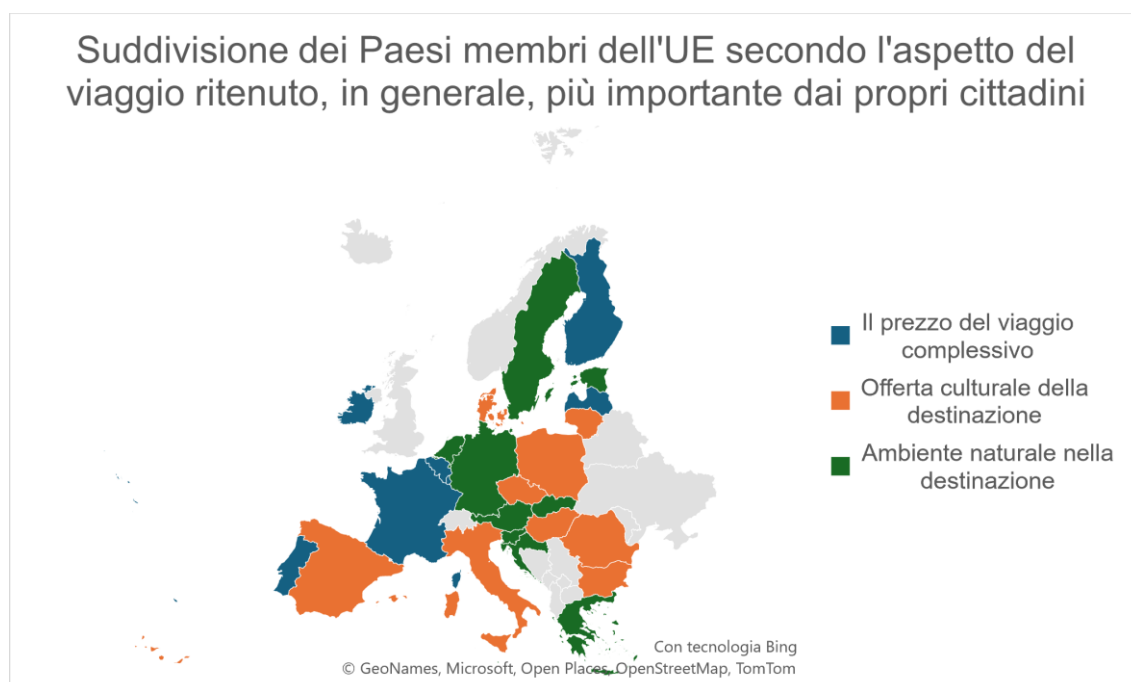 Suddivisione dei Paesi membri dell'UE secondo l'aspetto del
viaggio ritenuto, in generale, più importante dai propri cittadini
Il prezzo del viaggio
complessivo
Offerta culturale della
destinazione
Ambiente naturale nella
destinazione
Con tecnologia Bing
© GeoNames, Microsoft, Open Places, OpenStreetMap, TomTom